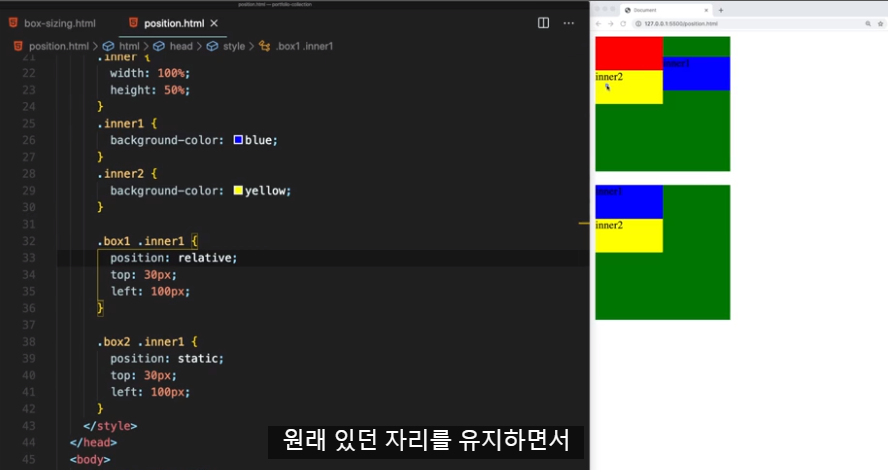 position.html — portfolio-collection
box-sizing.html
position.html
position.html > html > head > style > .box1 .inner1
21 .inner {
22 width: 100%;
23 height: 50%;
24 }
25 .inner1 {
26 background-color: blue;
27 }
28 .inner2 {
29 background-color: yellow;
30 }
31
32 .box1 .inner1 {
33 position: relative;
34 top: 30px;
35 left: 100px;
36 }
37
38 .box2 .inner1 {
39 position: static;
40 top: 30px;
41 left: 100px;
42 }
43 </style>
44 </head>
45 <body>
Document
127.0.0.1:5500/position.html
inner1
inner2
inner1
inner2
원래 있던 자리를 유지하면서